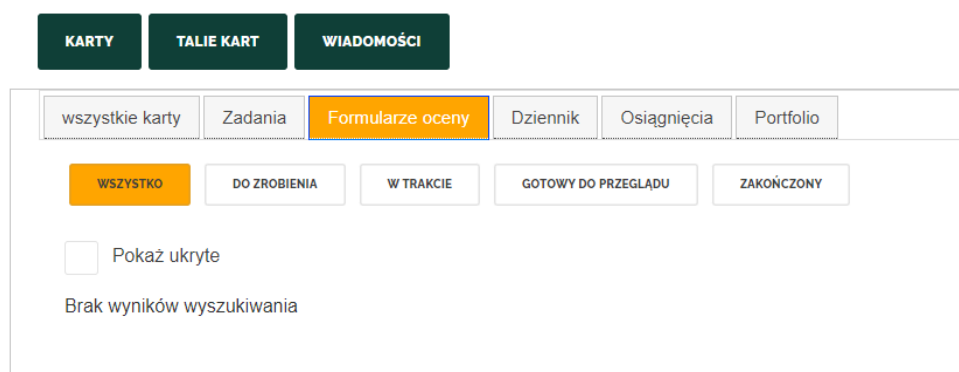 KARTY TALIE KART WIADOMOŚCI
wszystkie karty Zadania Formularze oceny Dziennik Osiągnięcia Portfolio
WSZYSTKO DO ZROBIENIA W TRAKCIE GOTOWY DO PRZEGLĄDU ZAKOŃCZONY
Pokaż ukryte
Brak wyników wyszukiwania